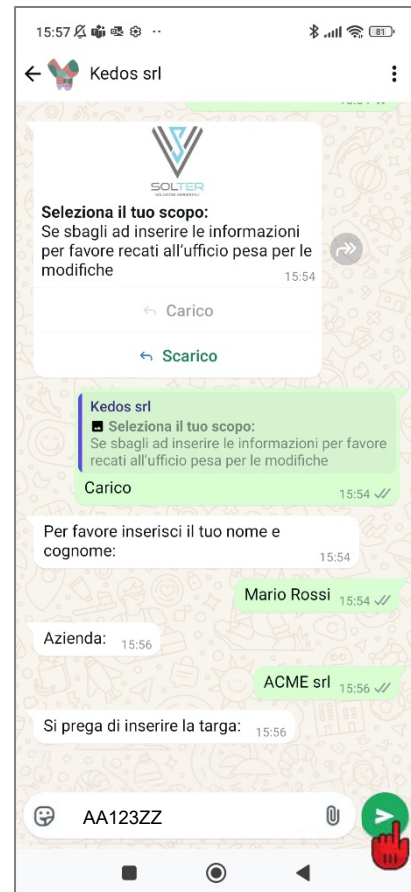 15:57
81
Kedos srl
SOLTER
Seleziona il tuo scopo:
Se sbagli ad inserire le informazioni
per favore recati all'ufficio pesa per le
modifiche
15:54
Carico
Scarico
Kedos srl
Seleziona il tuo scopo:
Se sbagli ad inserire le informazioni per favore
recati all'ufficio pesa per le modifiche
Carico
15:54
Per favore inserisci il tuo nome e
cognome:
15:54
Mario Rossi 15:54
Azienda: 15:56
ACME srl 15:56
Si prega di inserire la targa: 15:56
AA123ZZ